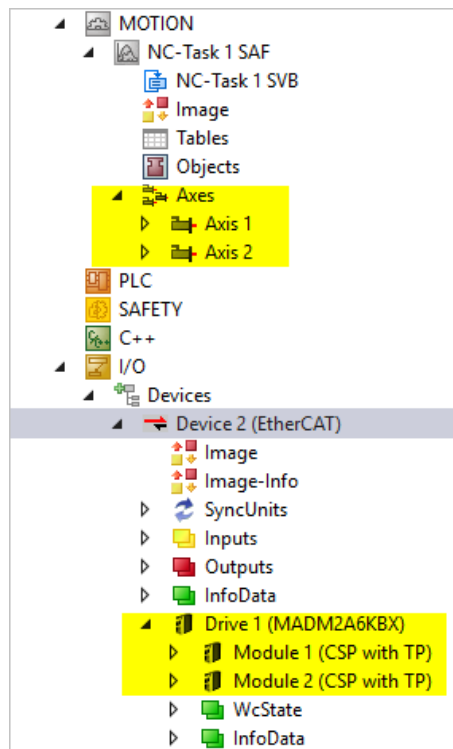 MOTION
NC-Task 1 SAF
NC-Task 1 SVB
Image
Tables
Objects
Axes
Axis 1
Axis 2
PLC
SAFETY
C++
I/O
Devices
Device 2 (EtherCAT)
Image
Image-Info
SyncUnits
Inputs
Outputs
InfoData
Drive 1 (MADM2A6KBX)
Module 1 (CSP with TP)
Module 2 (CSP with TP)
WcState
InfoData